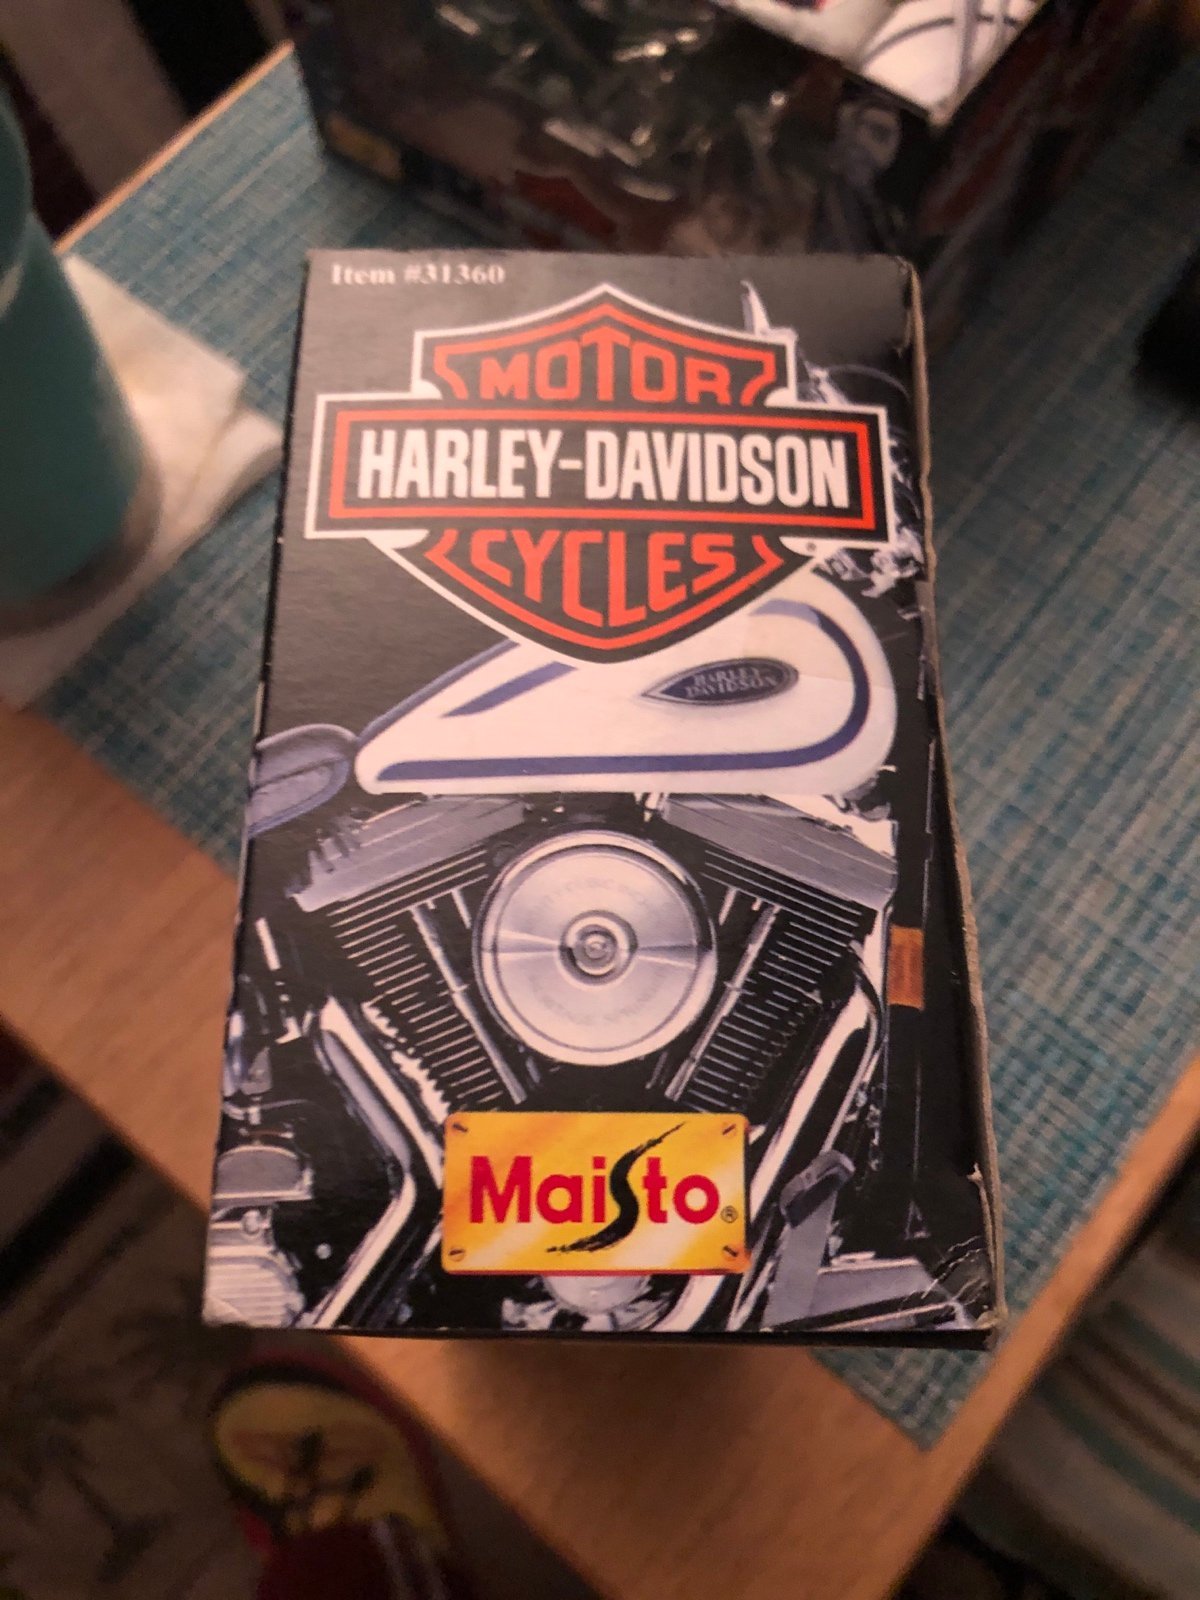 Item #31360
MOTOR
HARLEY-DAVIDSON
CYCLES
HARLEY
DAVIDSON
Maisto®